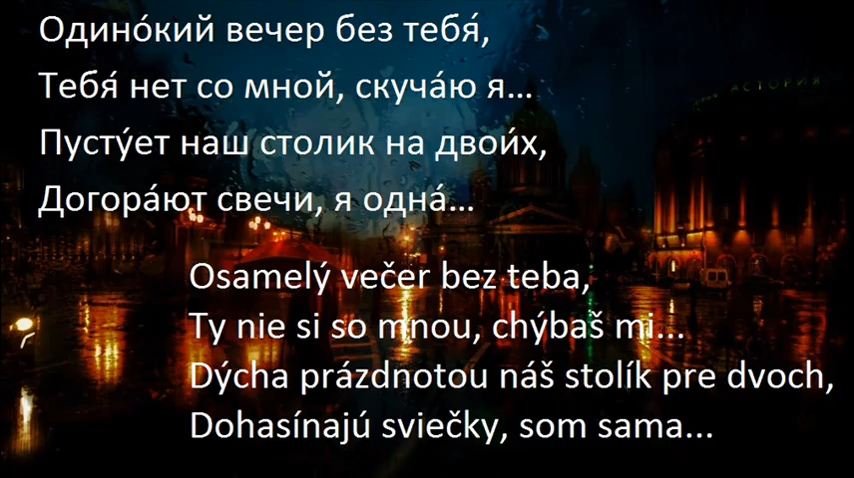 Одино́кий вечер без тебя́,
Тебя́ нет со мной, скуча́ю я...
Пусту́ет наш столик на двои́х,
Догора́ют свечи, я одна́...
Osamelý večer bez teba,
Ty nie si so mnou, chýbaš mi...
Dýcha prázdnotou náš stolík pre dvoch,
Dohasínajú sviečky, som sama...
АСТОРИЯ